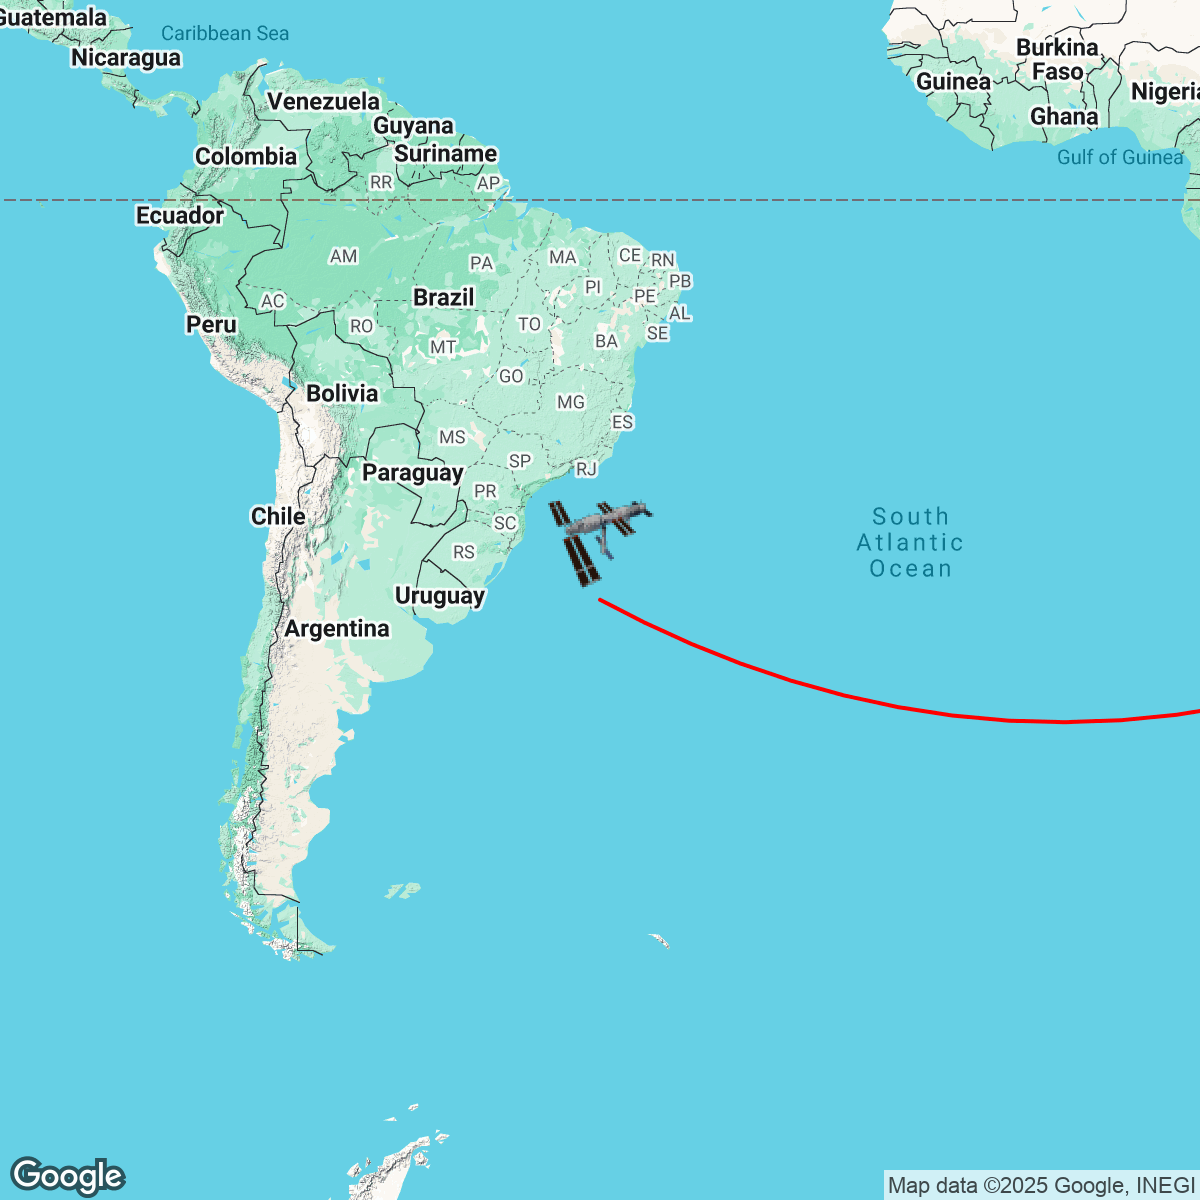 Guatemala
Caribbean Sea
Nicaragua
Venezuela
Guyana
Suriname
Colombia
RR
AP
Ecuador
Burkina
Faso
Guinea
Ghana
Nigeria
Gulf of Guinea
AM
PA
MA
CE
RN
PI
PB
PE
AL
SE
AC
Brazil
TO
BA
Peru
RO
MT
GO
Bolivia
MG
ES
MS
SP
RJ
Paraguay
PR
SC
Chile
RS
Uruguay
Argentina
South
Atlantic
Ocean
Google
Map data ©2025 Google, INEGI